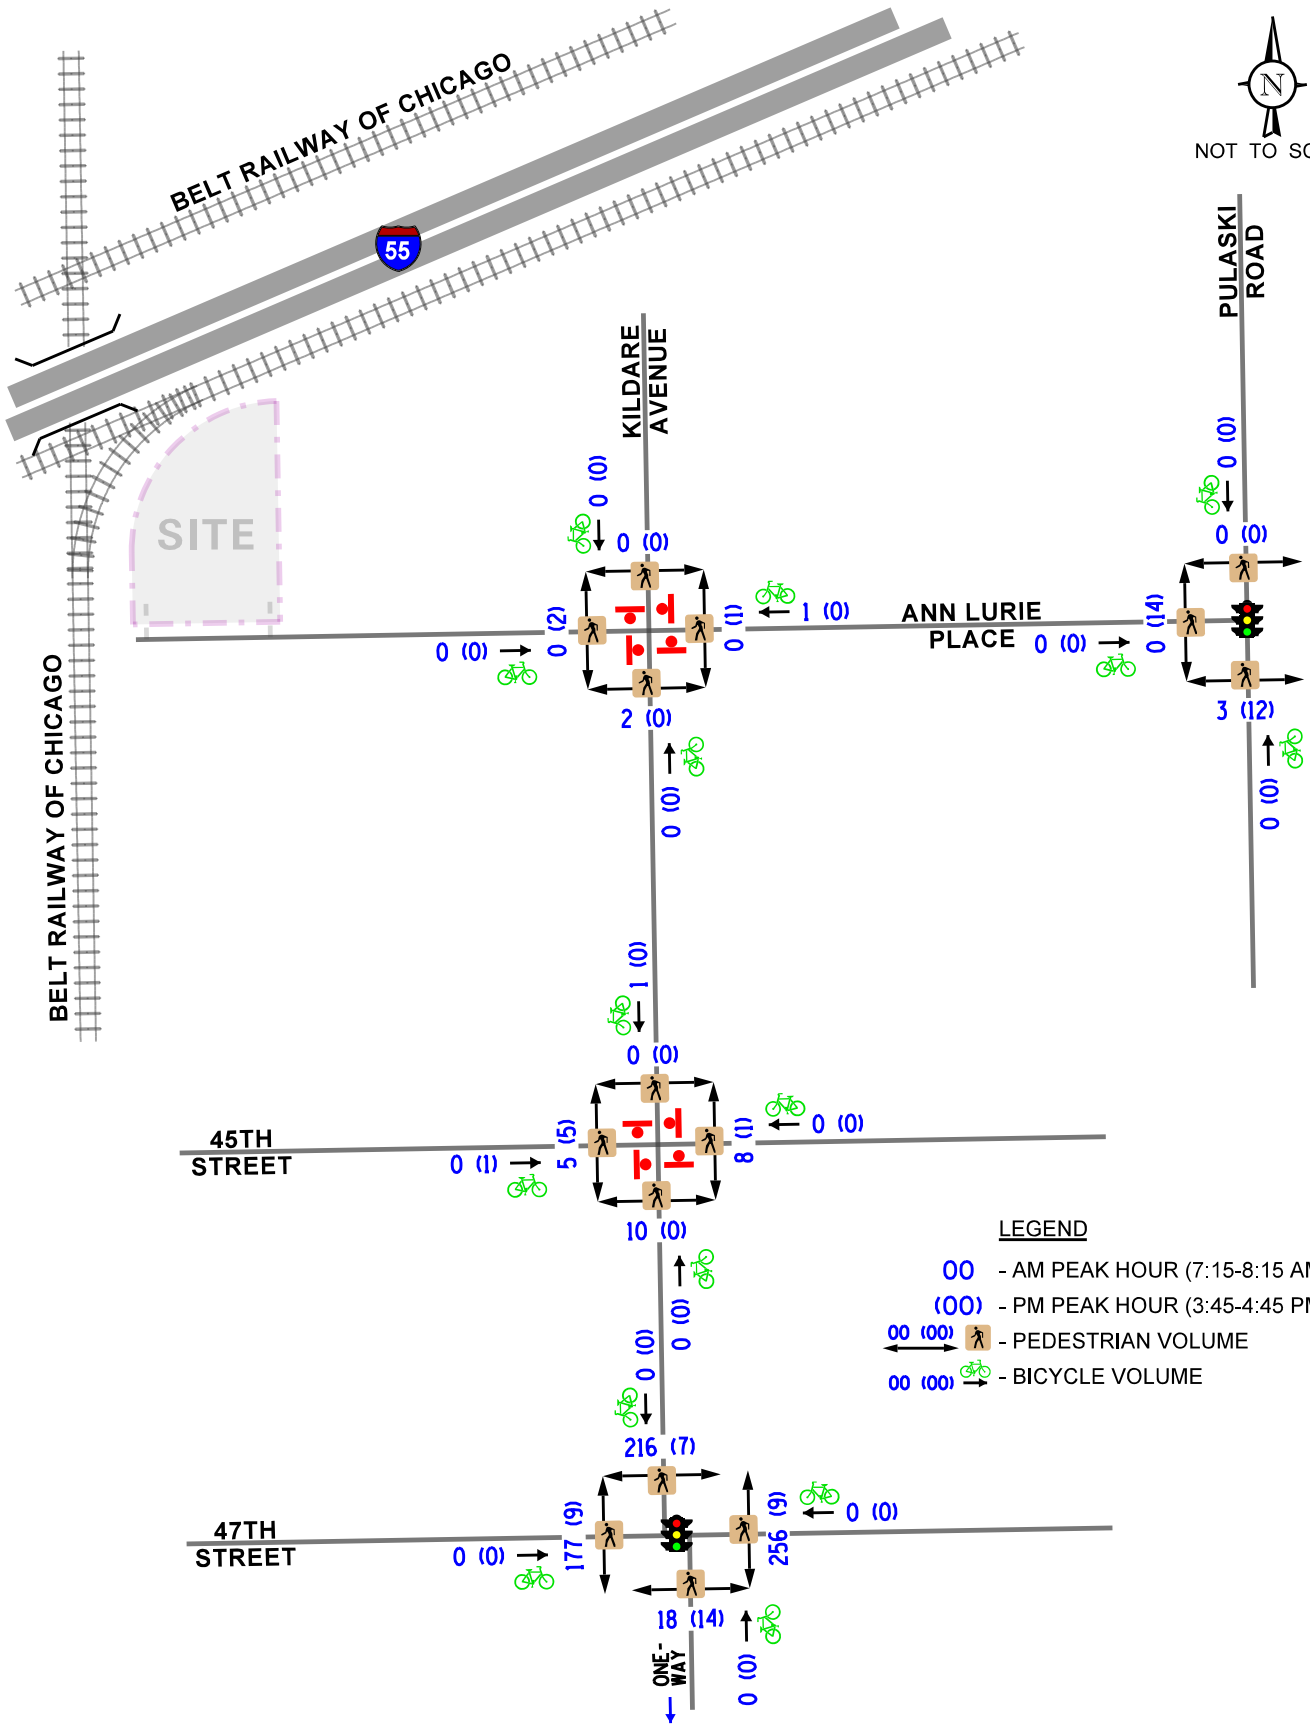 BELT RAILWAY OF CHICAGO
55
N
NOT TO SC
PULASKI
ROAD
KILDARE
AVENUE
SITE
0 (0)
0 (0)
0 (0)
0 (0)
0 (2)
0 (1)
1 (0)
0 (0)
2 (0)
0 (0)
ANN LURIE
PLACE
0 (0)
0 (14)
3 (12)
0 (0)
BELT RAILWAY OF CHICAGO
1 (0)
0 (0)
45TH
STREET
0 (1)
5 (5)
8 (1)
0 (0)
10 (0)
0 (0)
LEGEND
00 - AM PEAK HOUR (7:15-8:15 AM
(00) - PM PEAK HOUR (3:45-4:45 PM
00 (00) - PEDESTRIAN VOLUME
00 (00) - BICYCLE VOLUME
0 (0)
216 (7)
47TH
STREET
0 (0)
177 (9)
256 (9)
0 (0)
18 (14)
0 (0)
ONE-
WAY